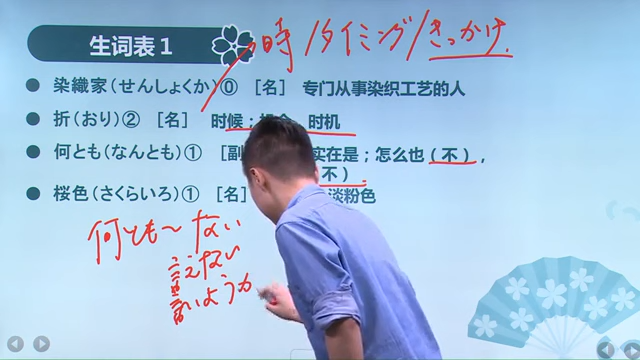 生词表 1
時 / タイミング / きっかけ
染織家（せんしょくか）⓪ ［名］ 专门从事染织工艺的人
折（おり）② ［名］ 时候；机会，时机
何とも（なんとも）① ［副 实在是；怎么也（不），
不）
桜色（さくらいろ）① ［名］ 淡粉色
何とも〜ない
言えない
言いようが